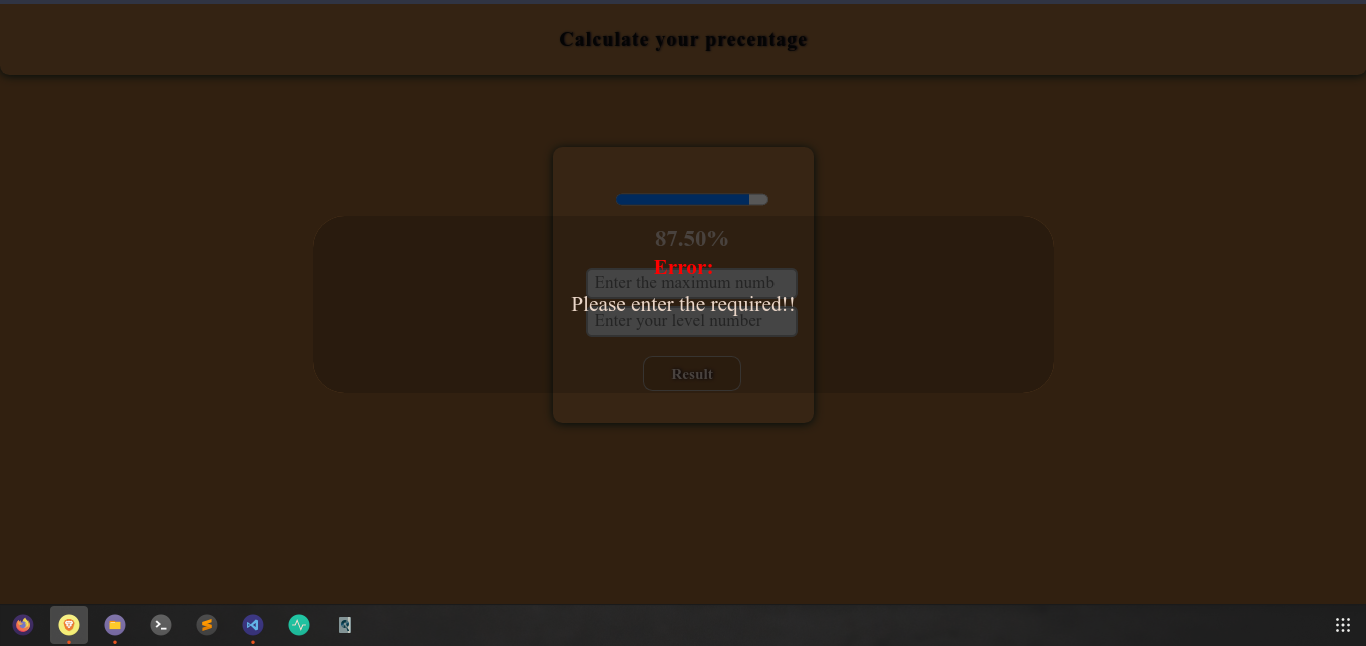 Calculate your precentage
87.50%
Error:
Enter the maximum numb
Please enter the required!!
Enter your level number
Result